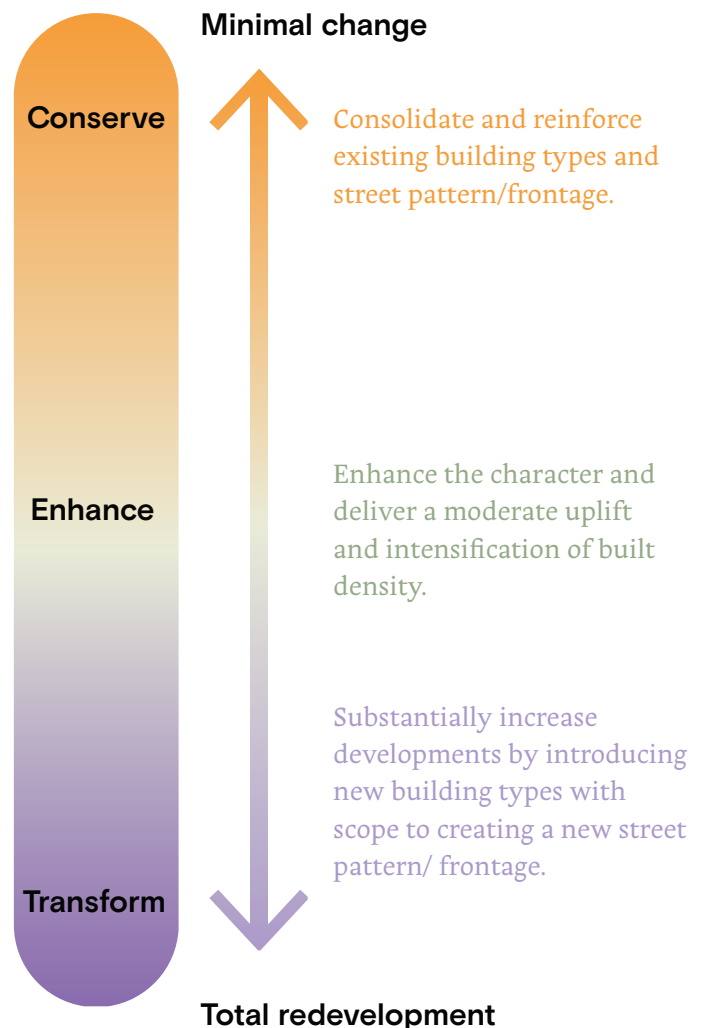 Minimal change
Conserve
Consolidate and reinforce
existing building types and
street pattern/frontage.
Enhance
Enhance the character and
deliver a moderate uplift
and intensification of built
density.
Substantially increase
developments by introducing
new building types with
scope to creating a new street
pattern/ frontage.
Transform
Total redevelopment